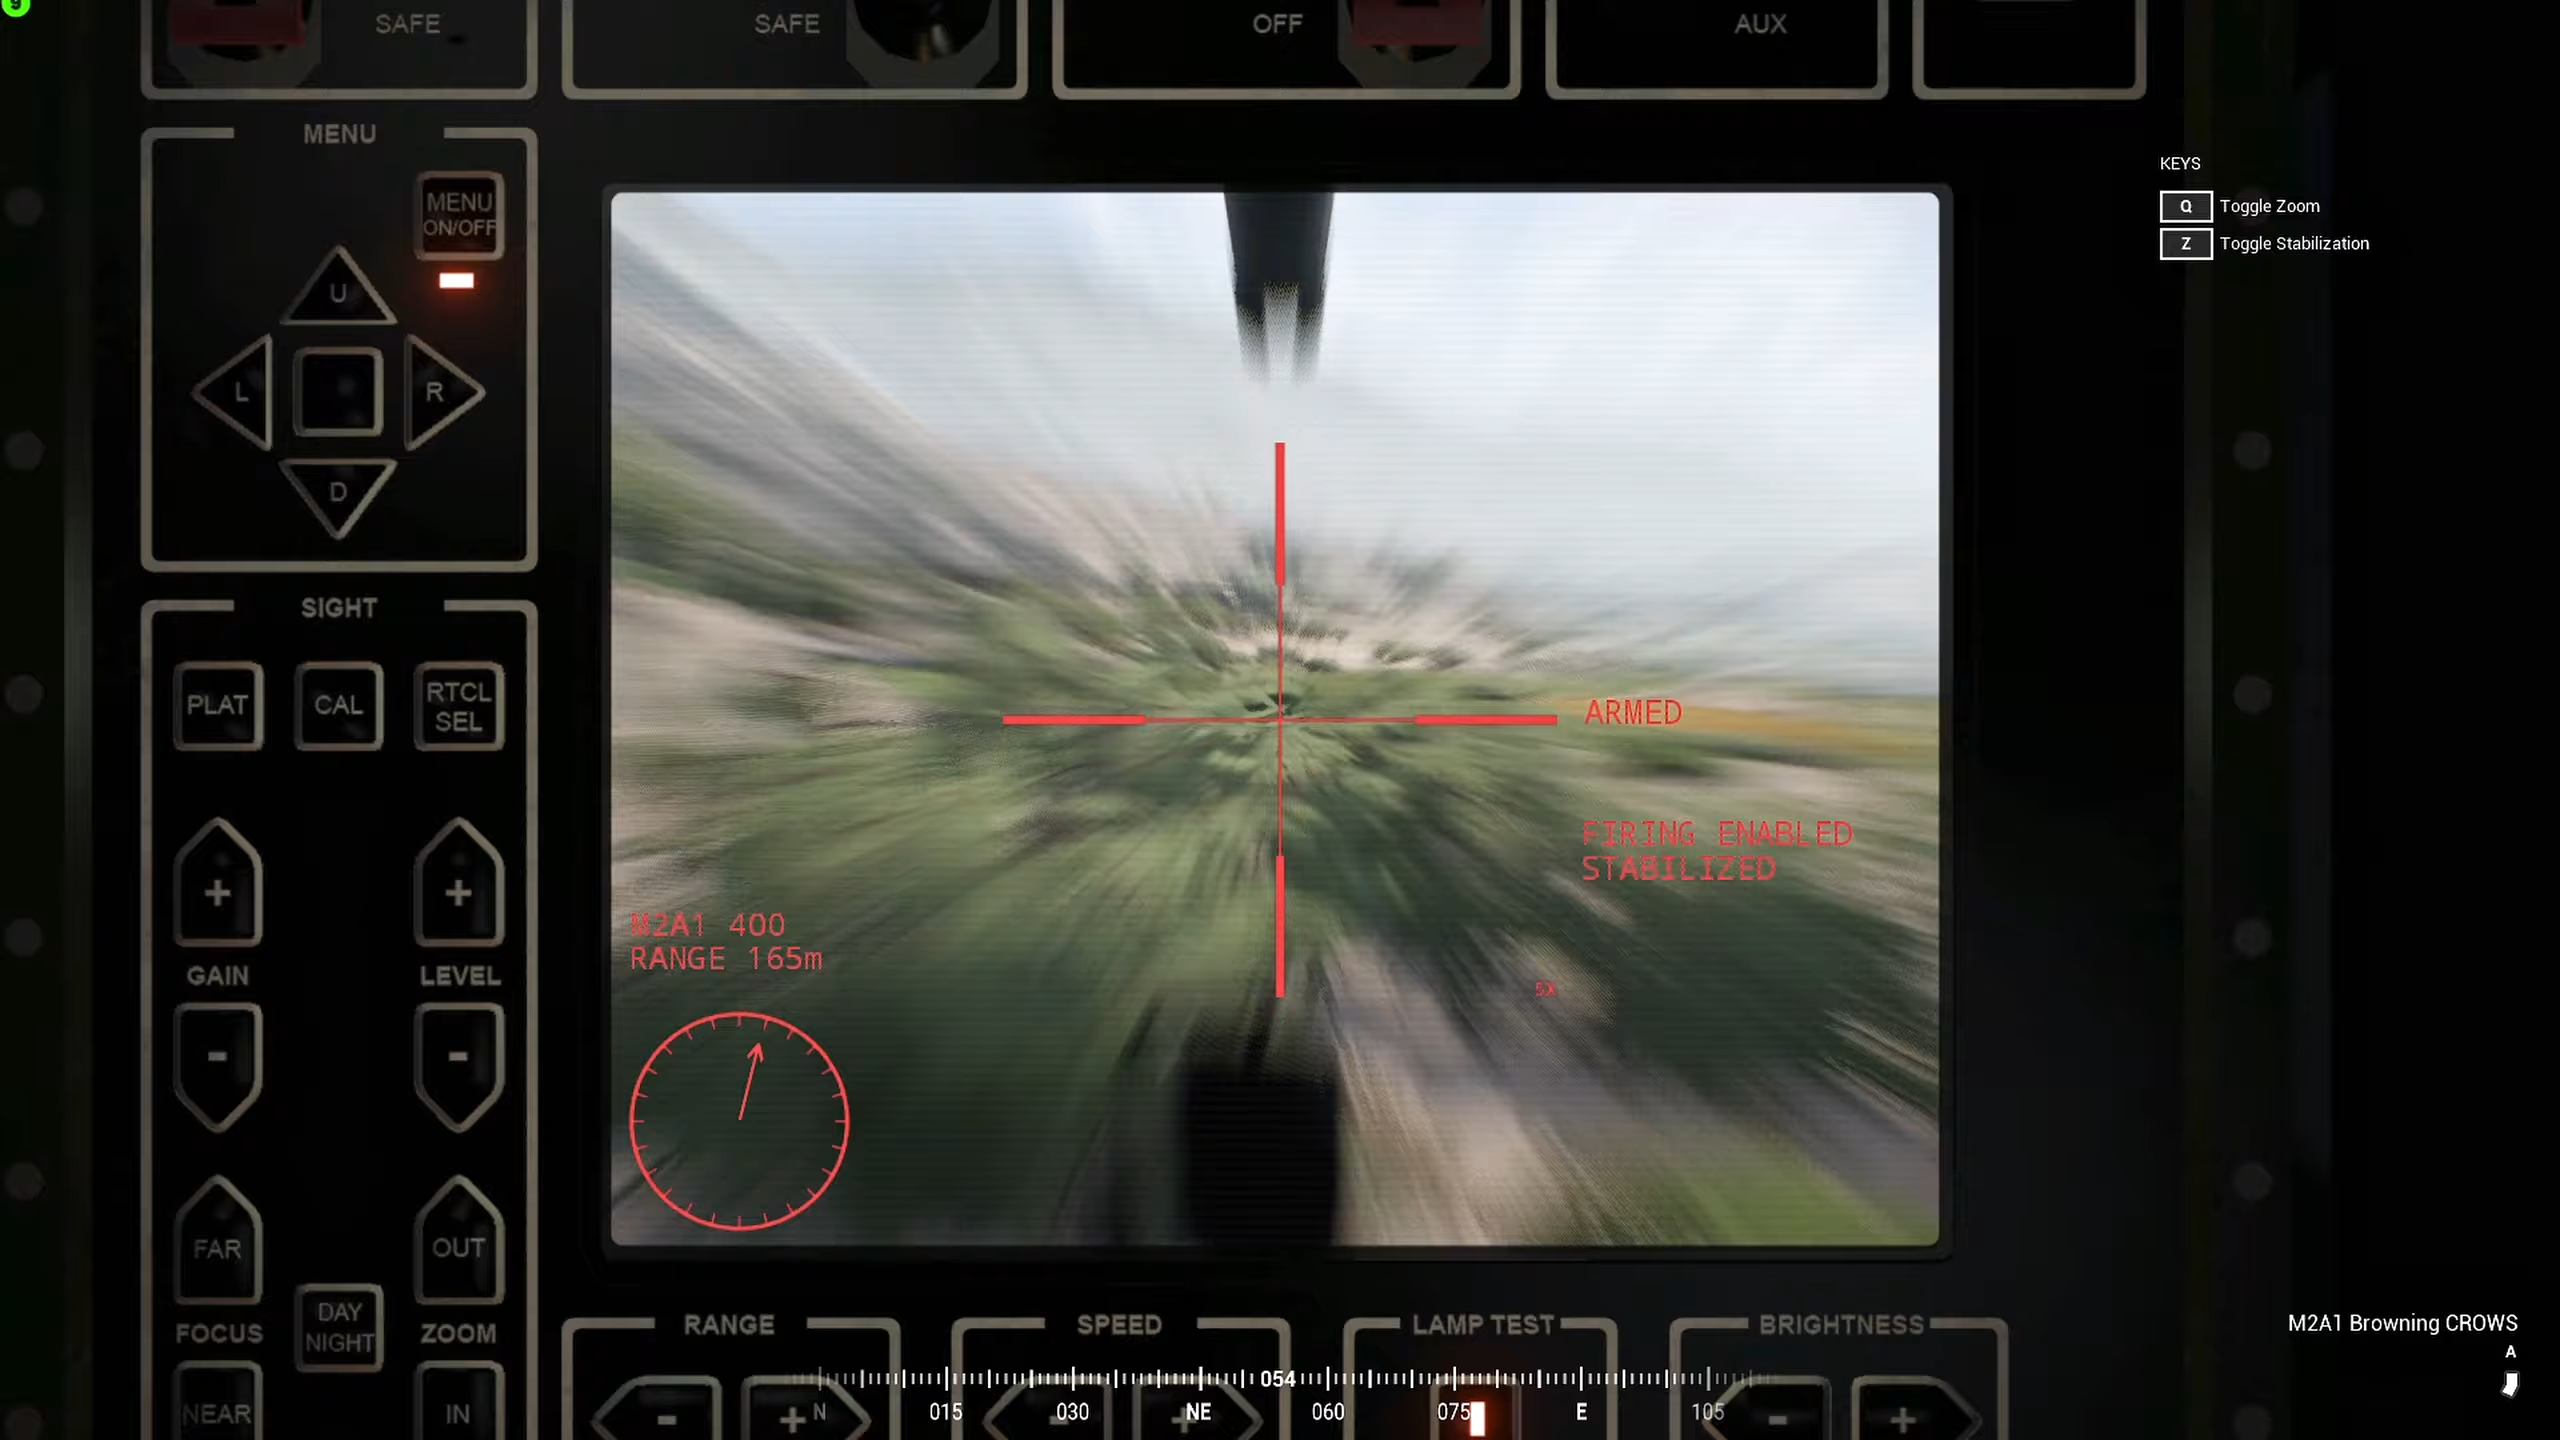 9
SAFE
SAFE
OFF
AUX
MENU
MENU
ON/OFF
U
L
R
D
KEYS
Q Toggle Zoom
Z Toggle Stabilization
SIGHT
PLAT
CAL
RTCL
SEL
ARMED
FIRING ENABLED
STABILIZED
M2A1 400
RANGE 165m
+
+
GAIN
LEVEL
-
-
FAR
OUT
DAY
NIGHT
FOCUS
ZOOM
NEAR
IN
RANGE
SPEED
LAMP TEST
BRIGHTNESS
- + - + - +
054
N 015 030 NE 060 075 E 105
M2A1 Browning CROWS
A